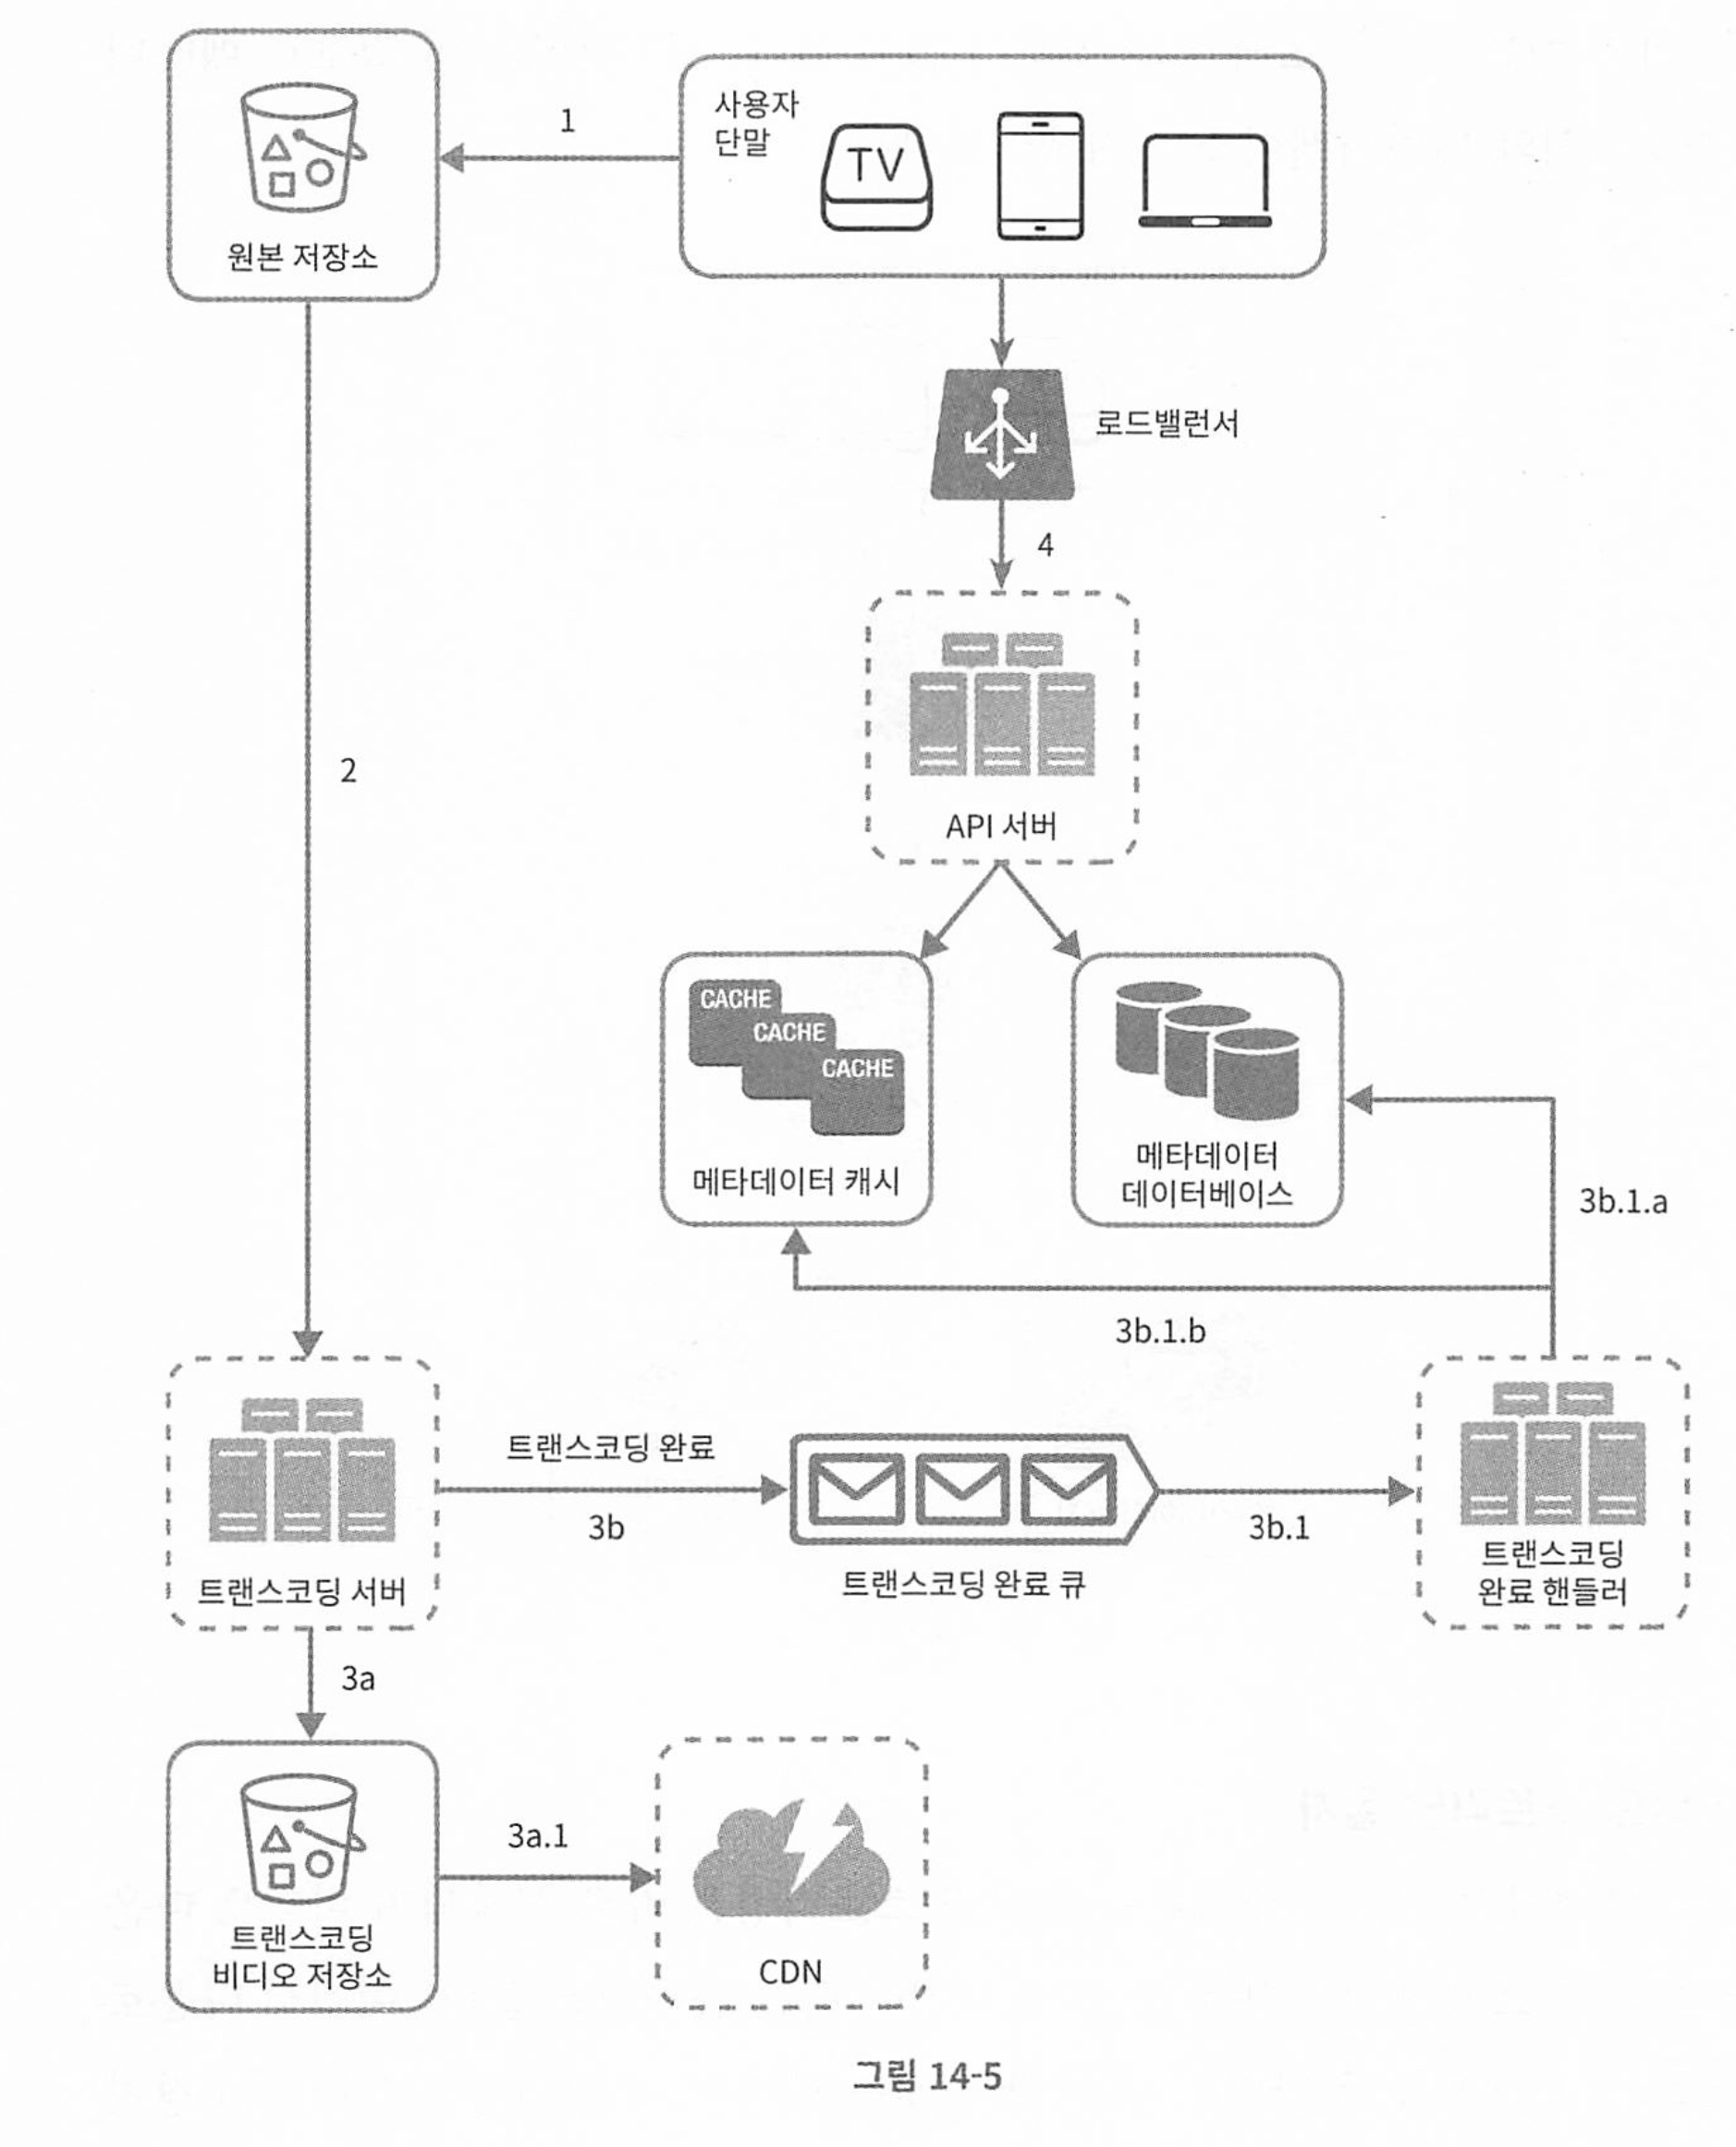 1
사용자
단말
TV
원본 저장소
로드밸런서
4
2
API 서버
CACHE
CACHE
CACHE
메타데이터 캐시
메타데이터
데이터베이스
3b.1.a
3b.1.b
트랜스코딩 완료
3b
3b.1
트랜스코딩 서버
트랜스코딩 완료 큐
트랜스코딩
완료 핸들러
3a
3a.1
트랜스코딩
비디오 저장소
CDN
그림 14-5